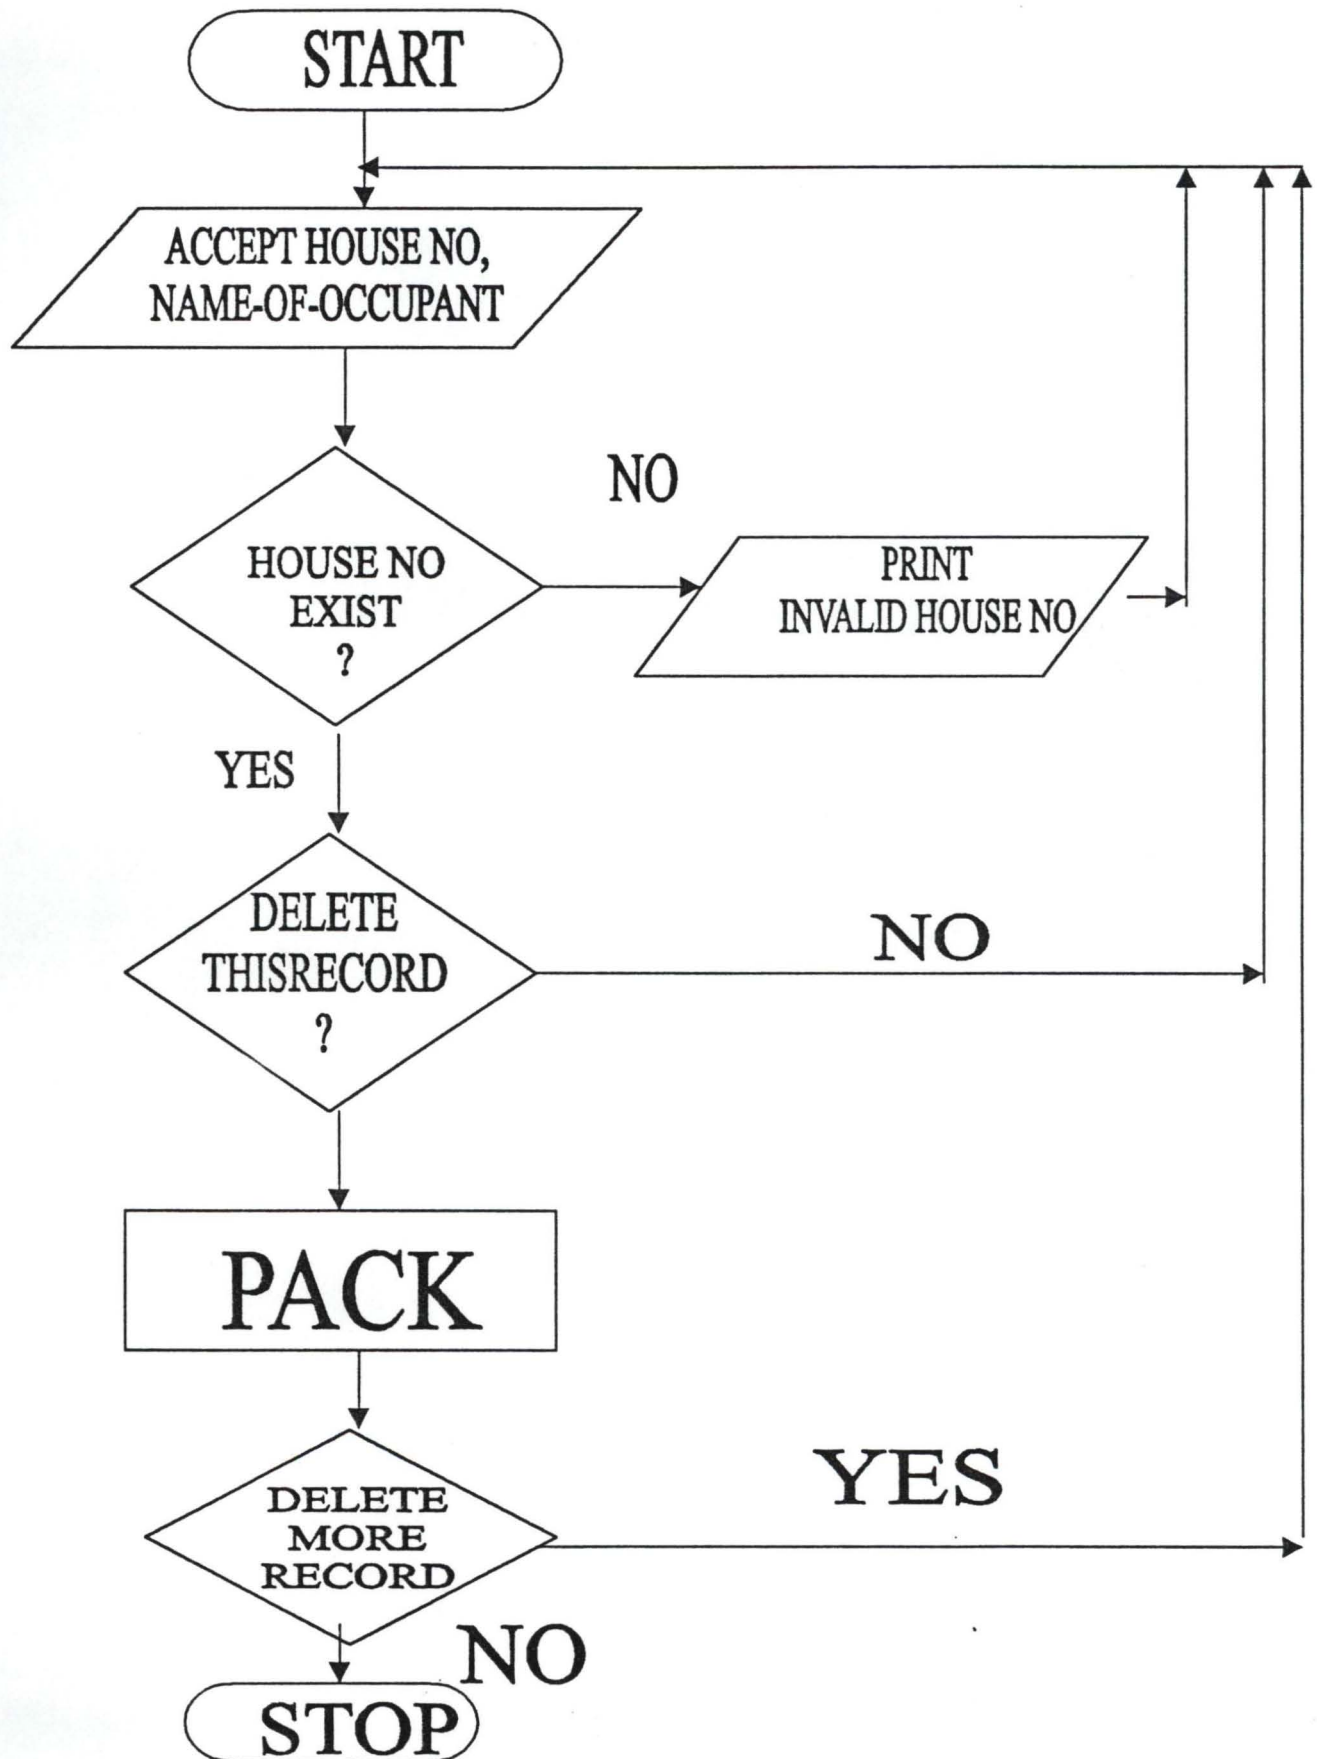 START
ACCEPT HOUSE NO,
NAME-OF-OCCUPANT
NO
HOUSE NO
EXIST
?
PRINT
INVALID HOUSE NO
YES
DELETE
THISRECORD
?
NO
PACK
YES
DELETE
MORE
RECORD
NO
STOP